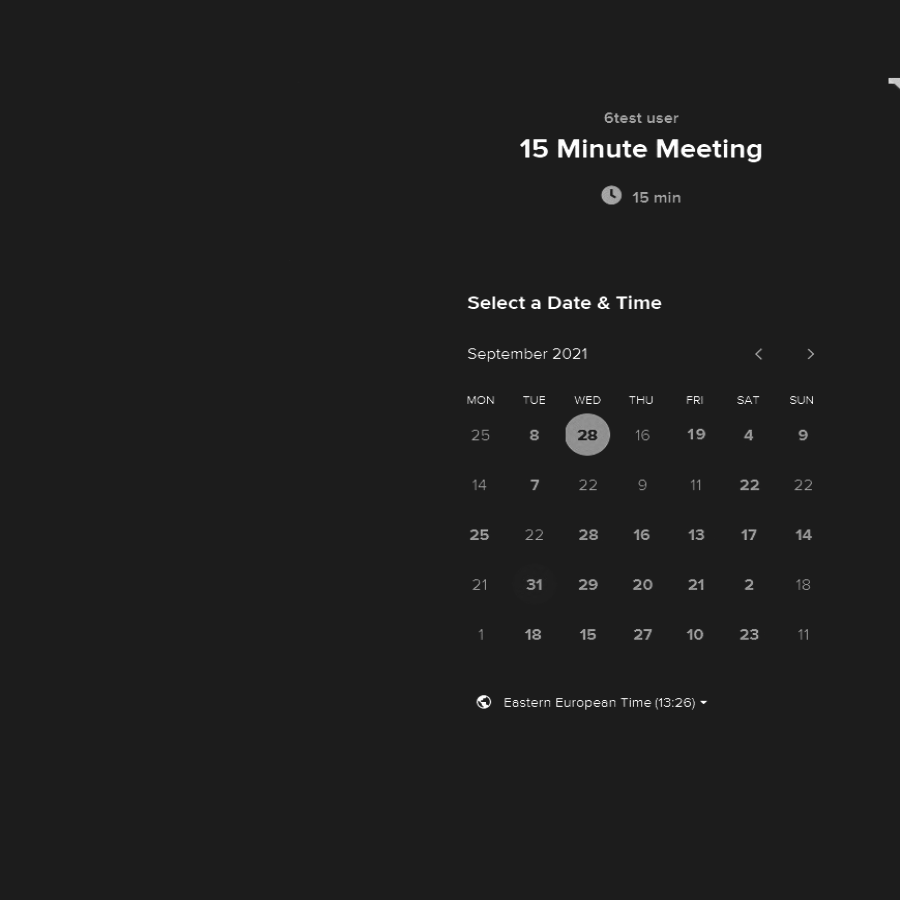 6test user
15 Minute Meeting
15 min
Select a Date & Time
September 2021
MON TUE WED THU FRI SAT SUN
25 8 28 16 19 4 9
14 7 22 9 11 22 22
25 22 28 16 13 17 14
21 31 29 20 21 2 18
1 18 15 27 10 23 11
Eastern European Time (13:26)